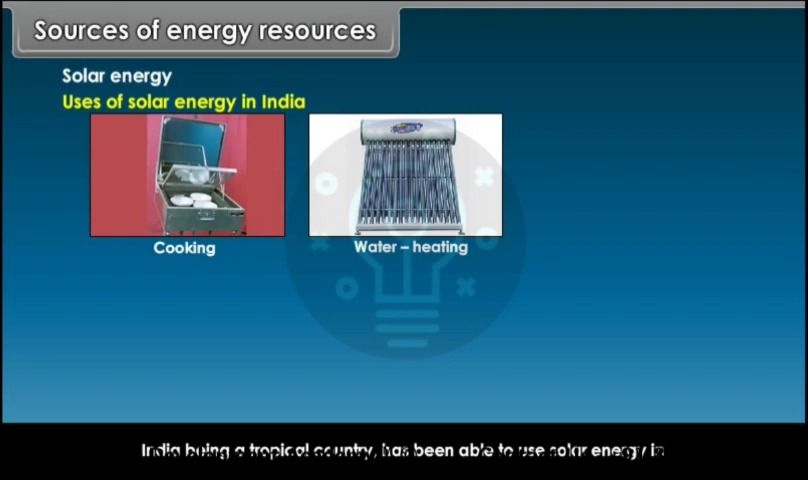 Sources of energy resources
Solar energy
Uses of solar energy in India
Cooking
Water – heating
India being a tropical country, has been able to use solar energy in